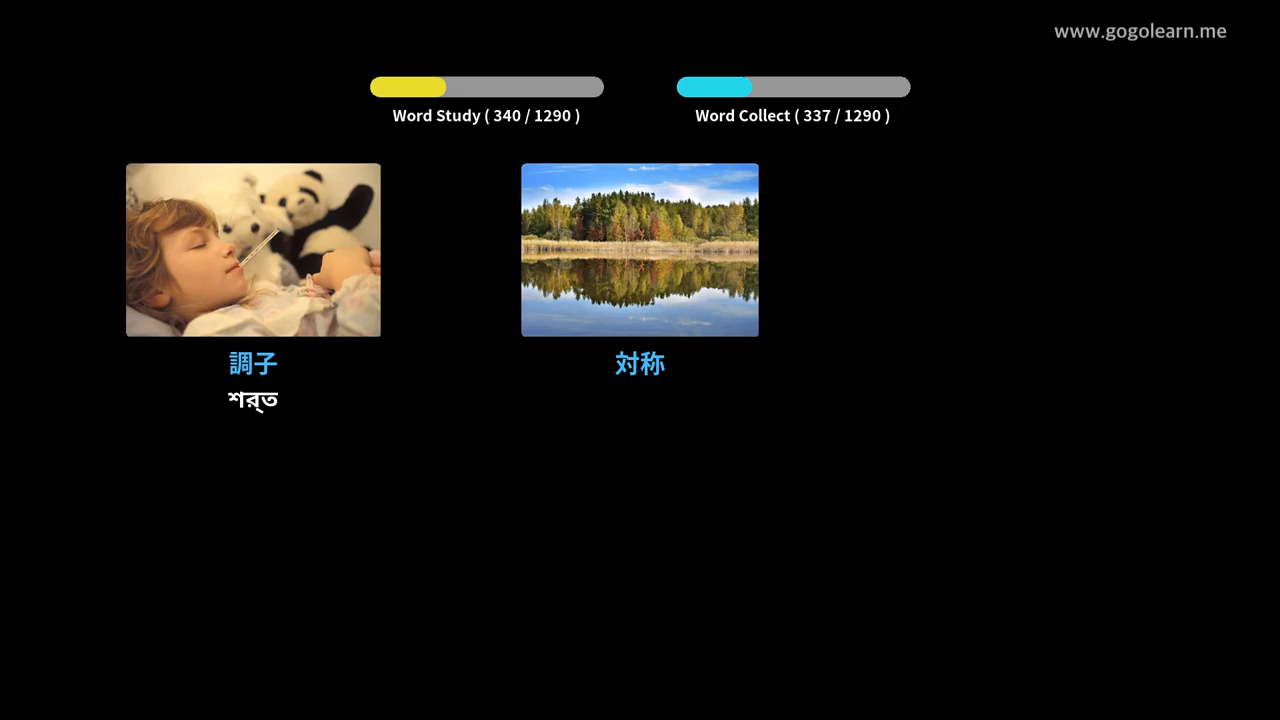 www.gogolearn.me
Word Study ( 340 / 1290 )
Word Collect ( 337 / 1290 )
調子
対称
শর্ত